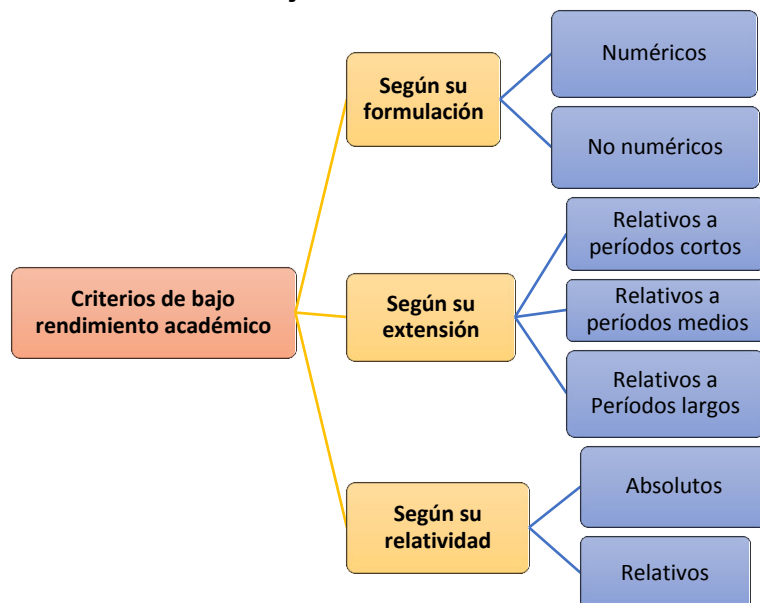 Criterios de bajo
rendimiento académico
Según su
formulación
Numéricos
No numéricos
Según su
extensión
Relativos a
períodos cortos
Relativos a
períodos medios
Relativos a
Períodos largos
Según su
relatividad
Absolutos
Relativos